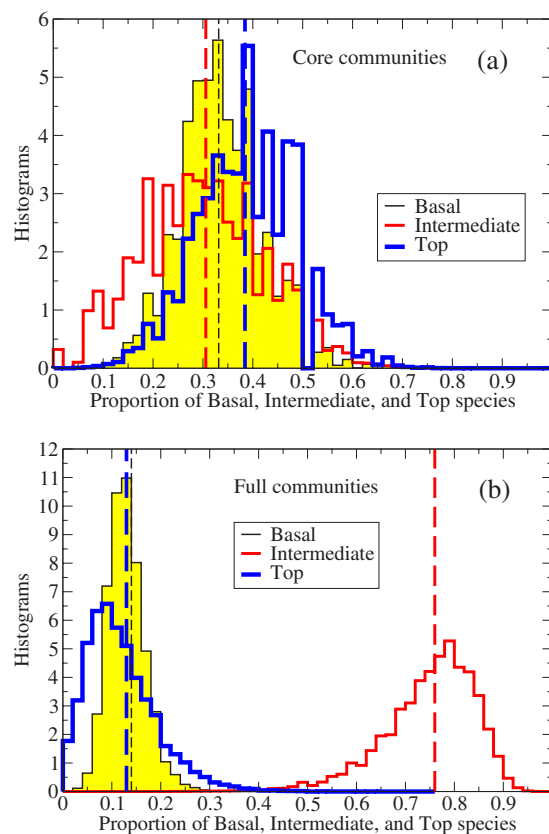 6
5
4
3
2
1
0
Histograms
Core communities
(a)
Basal
Intermediate
Top
0 0.1 0.2 0.3 0.4 0.5 0.6 0.7 0.8 0.9
Proportion of Basal, Intermediate, and Top species
12
11
10
9
8
7
6
5
4
3
2
1
0
Histograms
Full communities
(b)
Basal
Intermediate
Top
0 0.1 0.2 0.3 0.4 0.5 0.6 0.7 0.8 0.9
Proportion of Basal, Intermediate, and Top species